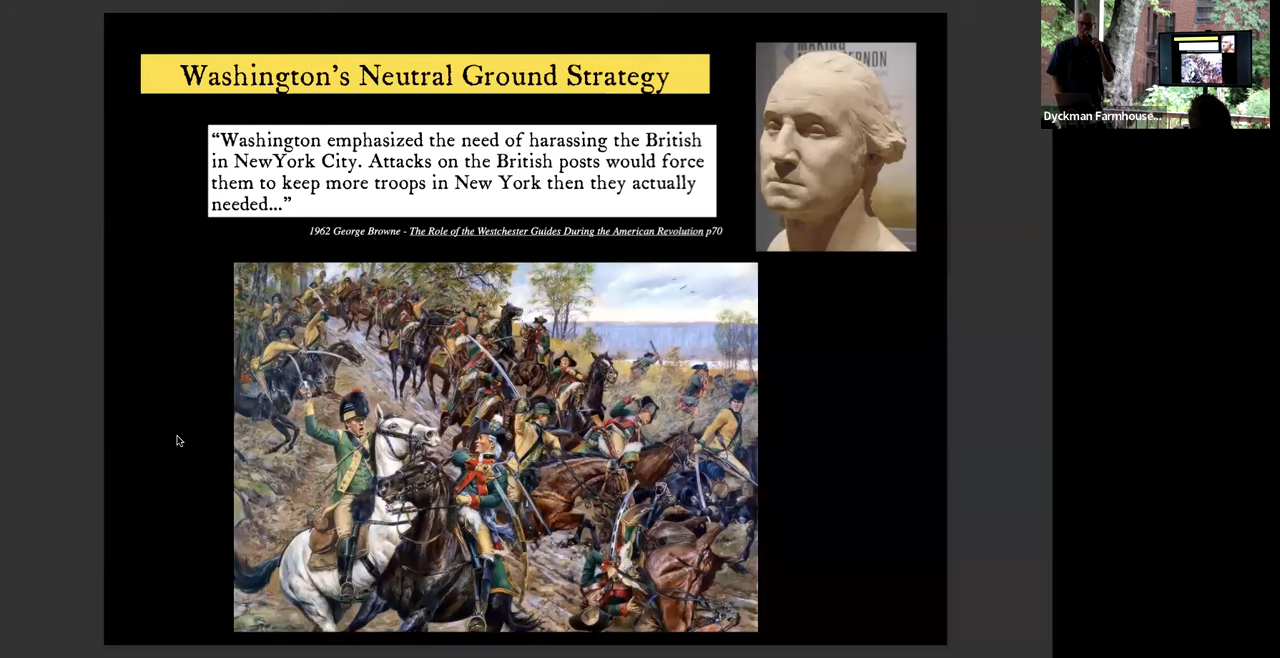 Washington's Neutral Ground Strategy
“Washington emphasized the need of harassing the British
in NewYork City. Attacks on the British posts would force
them to keep more troops in New York then they actually
needed...”
1962 George Browne - The Role of the Westchester Guides During the American Revolution p70
MAKING
Dyckman Farmhouse...